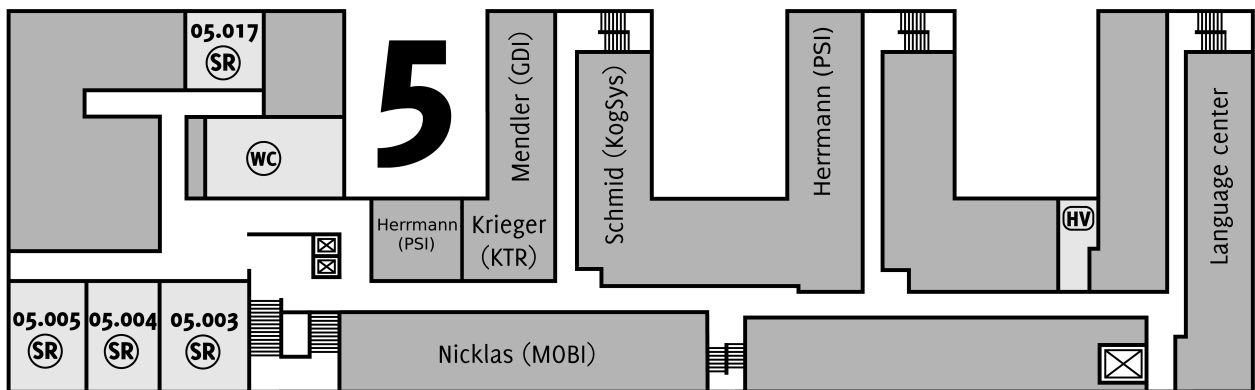 05.017
SR
5
WC
Mendler (GDI)
Schmid (KogSys)
Herrmann (PSI)
Language center
Herrmann
(PSI)
Krieger
(KTR)
HV
05.005
SR
05.004
SR
05.003
SR
Nicklas (MOBI)